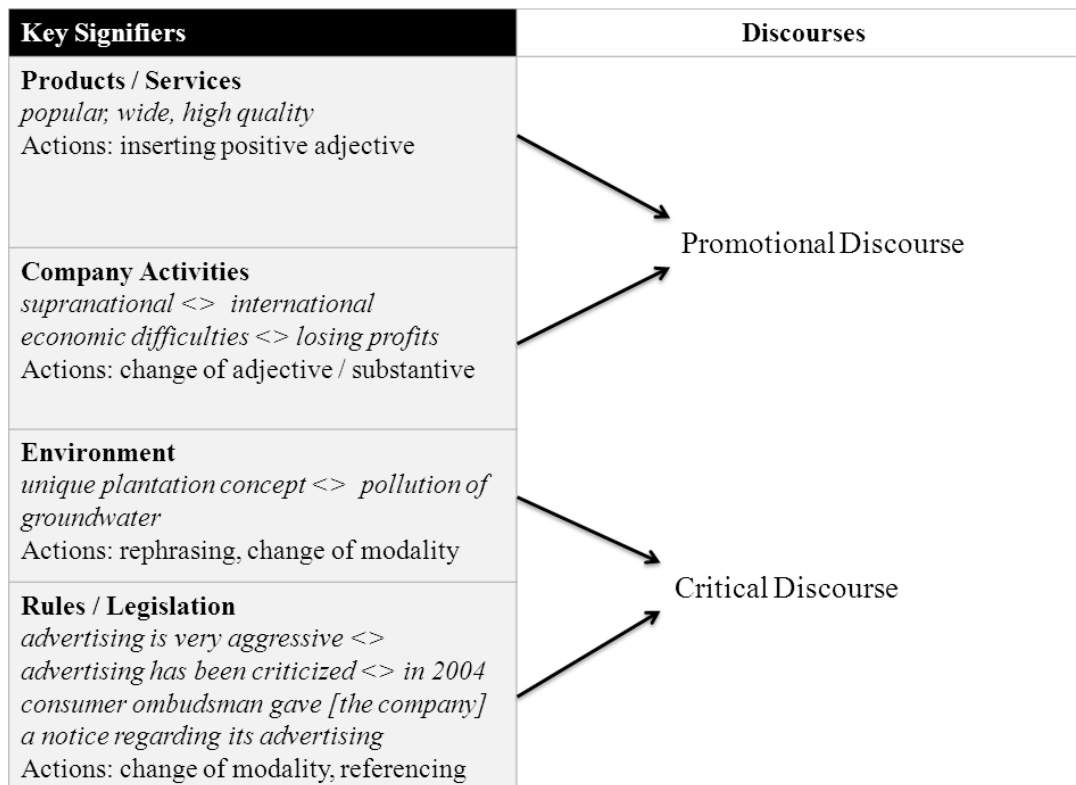 Key Signifiers
Discourses
Products / Services
popular, wide, high quality
Actions: inserting positive adjective
Promotional Discourse
Company Activities
supranational <> international
economic difficulties <> losing profits
Actions: change of adjective / substantive
Environment
unique plantation concept <> pollution of
groundwater
Actions: rephrasing, change of modality
Critical Discourse
Rules / Legislation
advertising is very aggressive <>
advertising has been criticized <> in 2004
consumer ombudsman gave [the company]
a notice regarding its advertising
Actions: change of modality, referencing